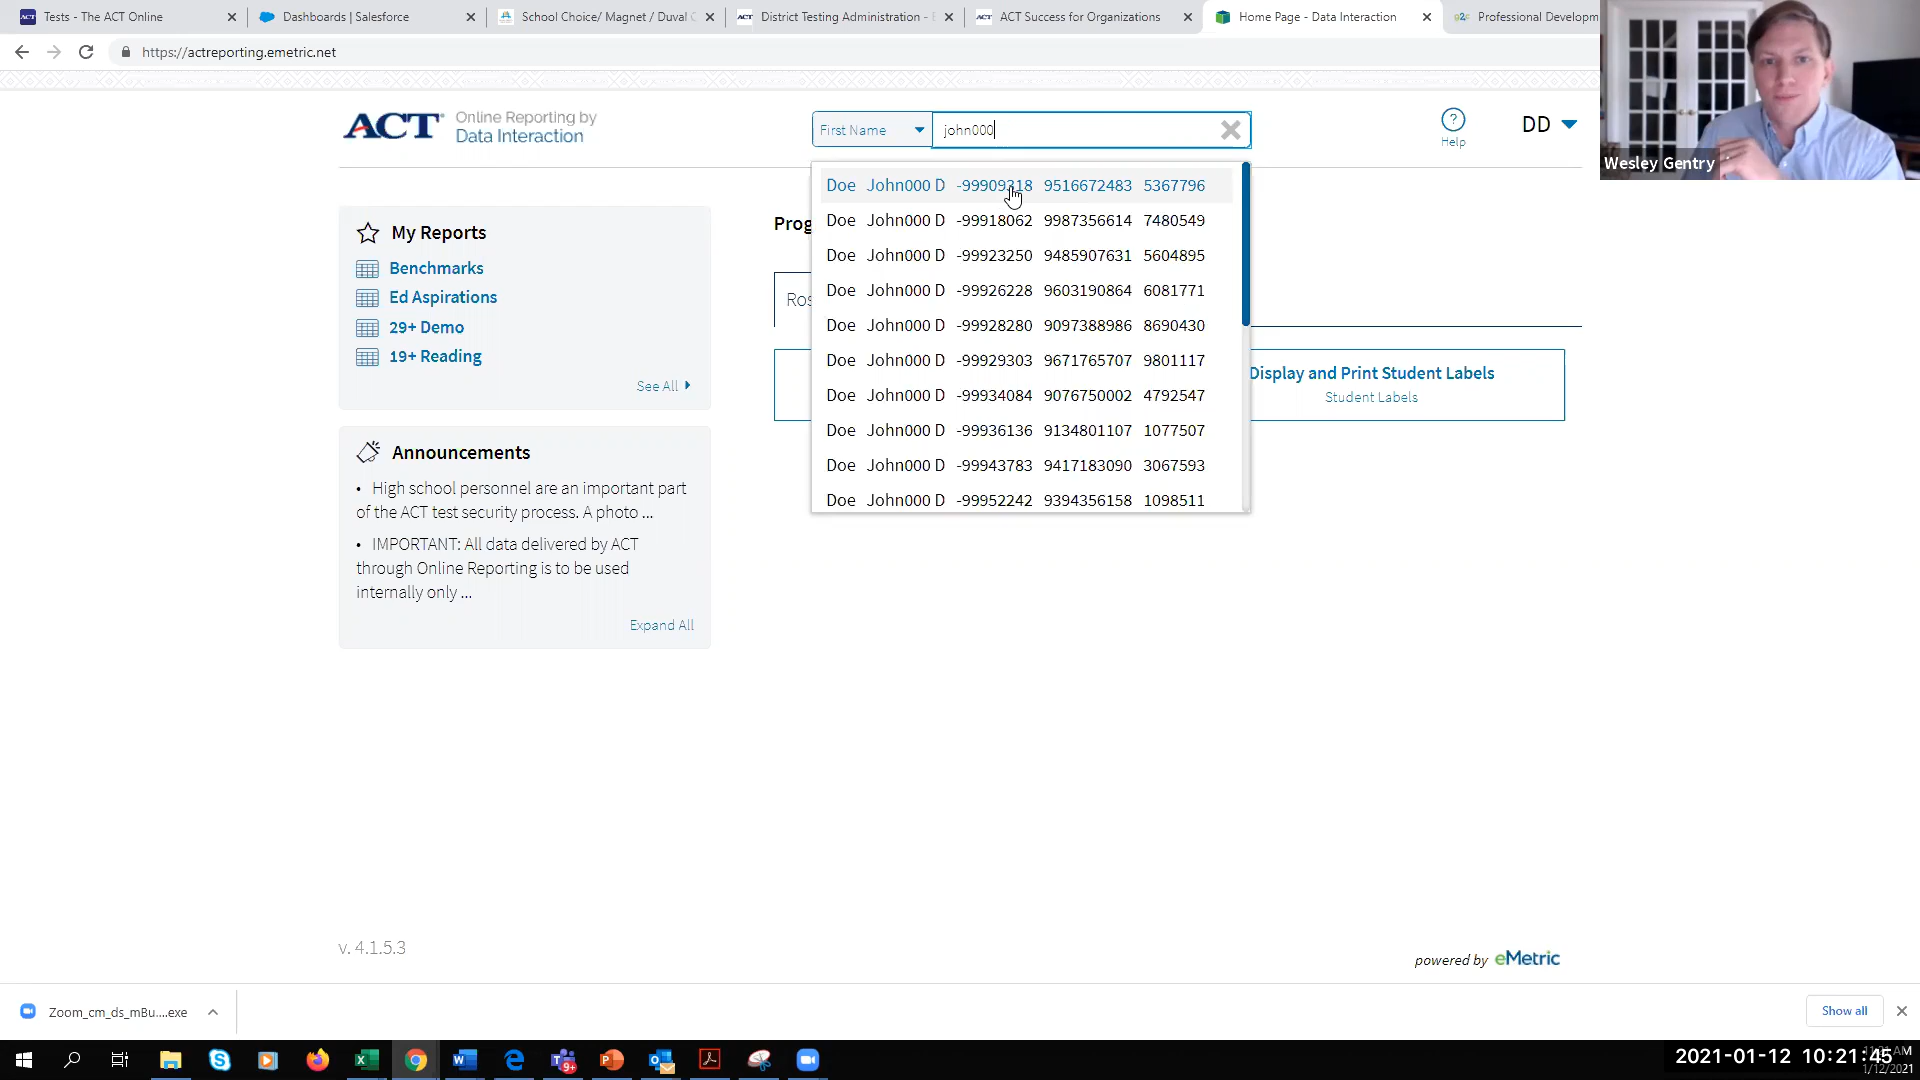 Tests - The ACT Online
Dashboards | Salesforce
School Choice/ Magnet / Duval C
District Testing Administration - E
ACT Success for Organizations
Home Page - Data Interaction
Professional Developm
https://actreporting.emetric.net
ACT
Online Reporting by
Data Interaction
First Name
john000
Help
DD
Wesley Gentry
Doe John000 D -99909318 9516672483 5367796
Doe John000 D -99918062 9987356614 7480549
Doe John000 D -99923250 9485907631 5604895
Doe John000 D -99926228 9603190864 6081771
Doe John000 D -99928280 9097388986 8690430
Doe John000 D -99929303 9671765707 9801117
Doe John000 D -99934084 9076750002 4792547
Doe John000 D -99936136 9134801107 1077507
Doe John000 D -99943783 9417183090 3067593
Doe John000 D -99952242 9394356158 1098511
My Reports
Benchmarks
Ed Aspirations
29+ Demo
19+ Reading
See All
Prog
Ros
Display and Print Student Labels
Student Labels
Announcements
• High school personnel are an important part
of the ACT test security process. A photo ...
• IMPORTANT: All data delivered by ACT
through Online Reporting is to be used
internally only ...
Expand All
v. 4.1.5.3
powered by eMetric
Zoom_cm_ds_mBu....exe
Show all
2021-01-12 10:21:45
1/12/2021